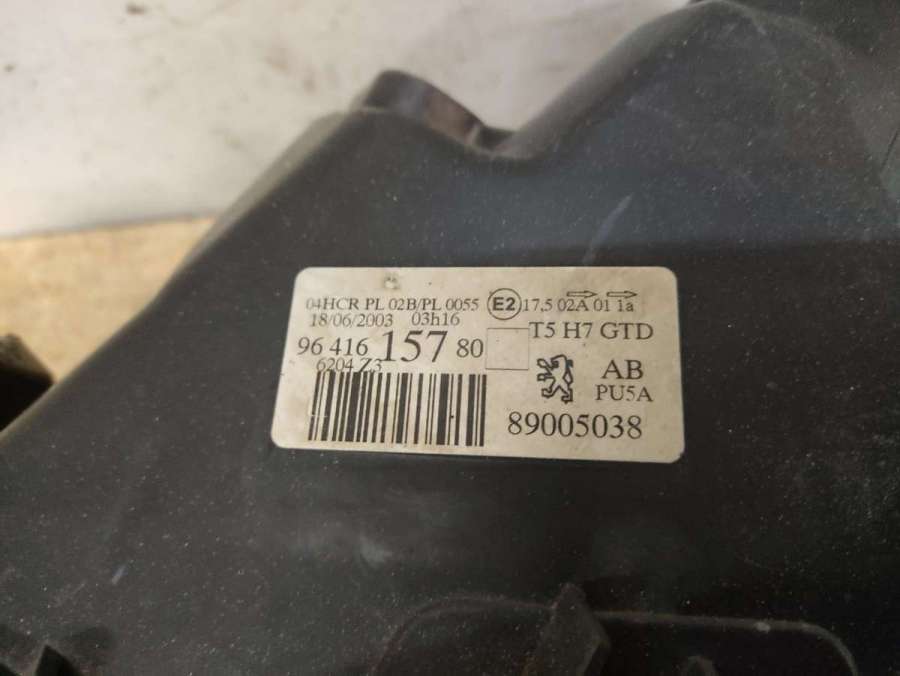 04HCR PL 02B/PL 0055 E2 17,5 02A 01 1a
18/06/2003 03h16 T5 H7 GTD
96 416 157 80 AB
6204 Z3 PU5A
89005038